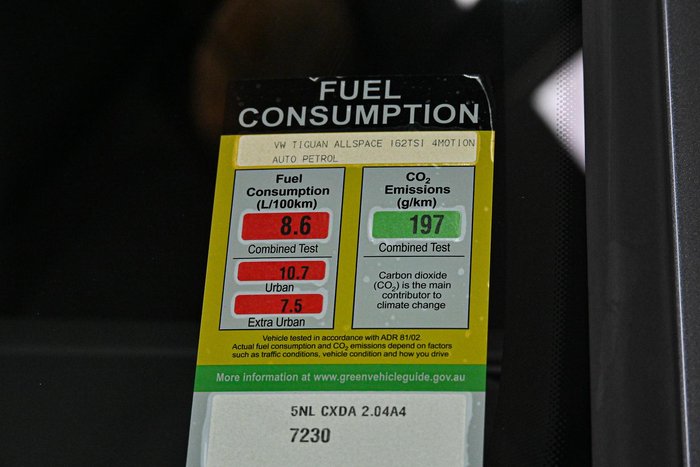 FUEL
CONSUMPTION
VW TIGUAN ALLSPACE 162TSI 4MOTION
AUTO PETROL
Fuel
Consumption
(L/100km)
8.6
Combined Test
10.7
Urban
7.5
Extra Urban
CO₂
Emissions
(g/km)
197
Combined Test
Carbon dioxide
(CO₂) is the main
contributor to
climate change
Vehicle tested in accordance with ADR 81/02
Actual fuel consumption and CO₂ emissions depend on factors
such as traffic conditions, vehicle condition and how you drive
More information at www.greenvehicleguide.gov.au
5NL CXDA 2.04A4
7230